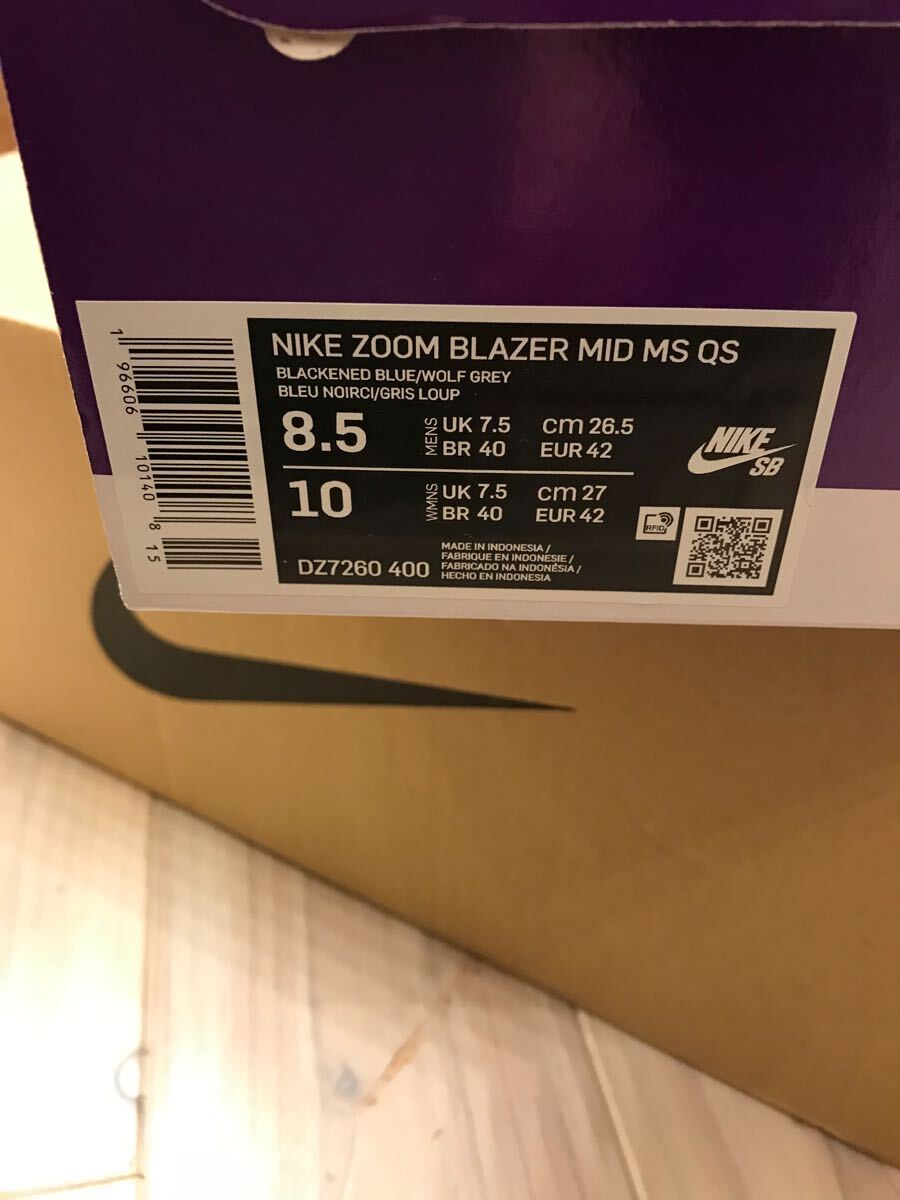 NIKE ZOOM BLAZER MID MS QS
BLACKENED BLUE/WOLF GREY
BLEU NOIRCI/GRIS LOUP
8.5 MENS UK 7.5 cm 26.5
BR 40 EUR 42
10 WMNS UK 7.5 cm 27
BR 40 EUR 42
DZ7260 400
MADE IN INDONESIA /
FABRIQUE EN INDONESIE /
FABRICADO NA INDONÉSIA /
HECHO EN INDONESIA
NIKE
SB
RFID
1 96606 10140 8 15